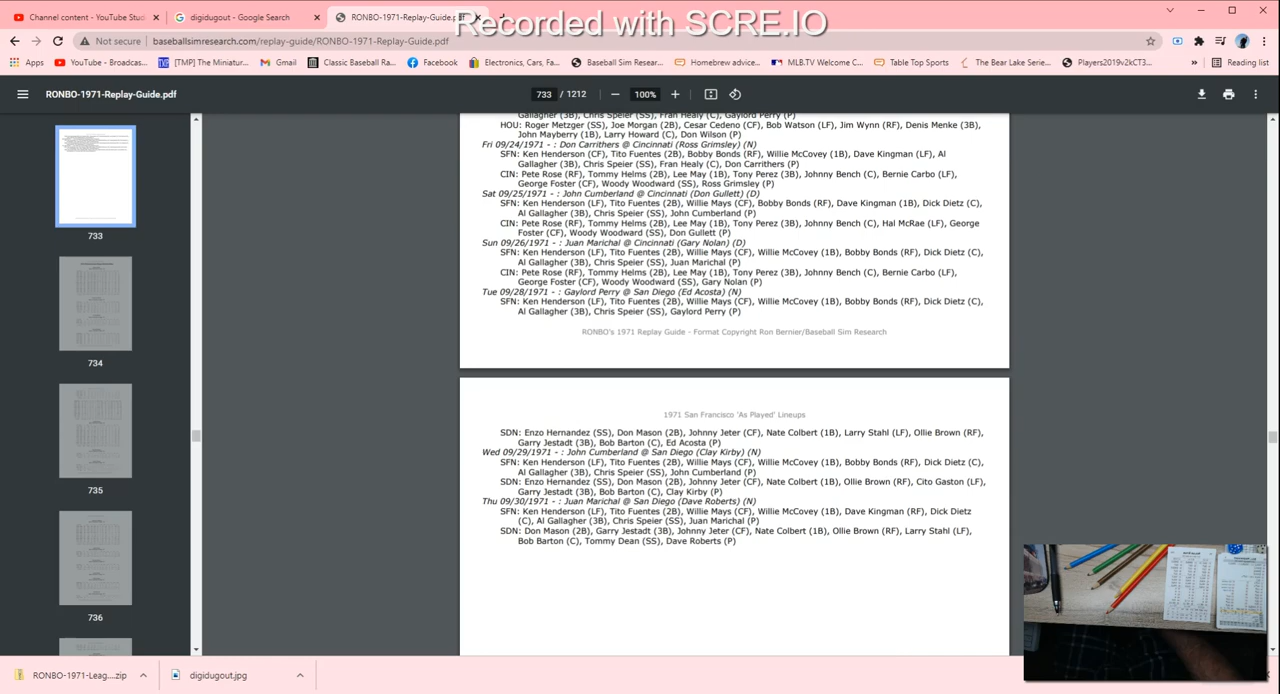 Channel content - YouTube Stud
digidugout - Google Search
RONBO-1971-Replay-Guide.pdf
Recorded with SCRE.IO
Not secure
baseballsimresearch.com/replay-guide/RONBO-1971-Replay-Guide.pdf
Apps
YouTube - Broadcas...
[TMP] The Miniatur...
Gmail
Classic Baseball Ra...
Facebook
Electronics, Cars, Fa...
Baseball Sim Resear...
Homebrew advice...
MLB.TV Welcome C...
Table Top Sports
The Bear Lake Serie...
Players2019v2kCT3...
»
Reading list
RONBO-1971-Replay-Guide.pdf
733 / 1212
100%
733
734
735
736
Gallagher (3B), Chris Speier (SS), Fran Healy (C), Gaylord Perry (P)
HOU: Roger Metzger (SS), Joe Morgan (2B), Cesar Cedeno (CF), Bob Watson (LF), Jim Wynn (RF), Denis Menke (3B),
John Mayberry (1B), Larry Howard (C), Don Wilson (P)
Fri 09/24/1971 - : Don Carrithers @ Cincinnati (Ross Grimsley) (N)
SFN: Ken Henderson (CF), Tito Fuentes (2B), Bobby Bonds (RF), Willie McCovey (1B), Dave Kingman (LF), Al
Gallagher (3B), Chris Speier (SS), Fran Healy (C), Don Carrithers (P)
CIN: Pete Rose (RF), Tommy Helms (2B), Lee May (1B), Tony Perez (3B), Johnny Bench (C), Bernie Carbo (LF),
George Foster (CF), Woody Woodward (SS), Ross Grimsley (P)
Sat 09/25/1971 - : John Cumberland @ Cincinnati (Don Gullett) (D)
SFN: Ken Henderson (LF), Tito Fuentes (2B), Willie Mays (CF), Bobby Bonds (RF), Dave Kingman (1B), Dick Dietz (C),
Al Gallagher (3B), Chris Speier (SS), John Cumberland (P)
CIN: Pete Rose (RF), Tommy Helms (2B), Lee May (1B), Tony Perez (3B), Johnny Bench (C), Hal McRae (LF), George
Foster (CF), Woody Woodward (SS), Don Gullett (P)
Sun 09/26/1971 - : Juan Marichal @ Cincinnati (Gary Nolan) (D)
SFN: Ken Henderson (LF), Tito Fuentes (2B), Willie Mays (CF), Willie McCovey (1B), Bobby Bonds (RF), Dick Dietz (C),
Al Gallagher (3B), Chris Speier (SS), Juan Marichal (P)
CIN: Pete Rose (RF), Tommy Helms (2B), Lee May (1B), Tony Perez (3B), Johnny Bench (C), Bernie Carbo (LF),
George Foster (CF), Woody Woodward (SS), Gary Nolan (P)
Tue 09/28/1971 - : Gaylord Perry @ San Diego (Ed Acosta) (N)
SFN: Ken Henderson (LF), Tito Fuentes (2B), Willie Mays (CF), Willie McCovey (1B), Bobby Bonds (RF), Dick Dietz (C),
Al Gallagher (3B), Chris Speier (SS), Gaylord Perry (P)
RONBO's 1971 Replay Guide - Format Copyright Ron Bernier/Baseball Sim Research
1971 San Francisco 'As Played' Lineups
SDN: Enzo Hernandez (SS), Don Mason (2B), Johnny Jeter (CF), Nate Colbert (1B), Larry Stahl (LF), Ollie Brown (RF),
Garry Jestadt (3B), Bob Barton (C), Ed Acosta (P)
Wed 09/29/1971 - : John Cumberland @ San Diego (Clay Kirby) (N)
SFN: Ken Henderson (LF), Tito Fuentes (2B), Willie Mays (CF), Willie McCovey (1B), Bobby Bonds (RF), Dick Dietz (C),
Al Gallagher (3B), Chris Speier (SS), John Cumberland (P)
SDN: Enzo Hernandez (SS), Don Mason (2B), Johnny Jeter (CF), Nate Colbert (1B), Ollie Brown (RF), Cito Gaston (LF),
Garry Jestadt (3B), Bob Barton (C), Clay Kirby (P)
Thu 09/30/1971 - : Juan Marichal @ San Diego (Dave Roberts) (N)
SFN: Ken Henderson (LF), Tito Fuentes (2B), Willie Mays (CF), Willie McCovey (1B), Dave Kingman (RF), Dick Dietz
(C), Al Gallagher (3B), Chris Speier (SS), Juan Marichal (P)
SDN: Don Mason (2B), Garry Jestadt (3B), Johnny Jeter (CF), Nate Colbert (1B), Ollie Brown (RF), Larry Stahl (LF),
Bob Barton (C), Tommy Dean (SS), Dave Roberts (P)
RONBO-1971-Leag....zip
digidugout.jpg